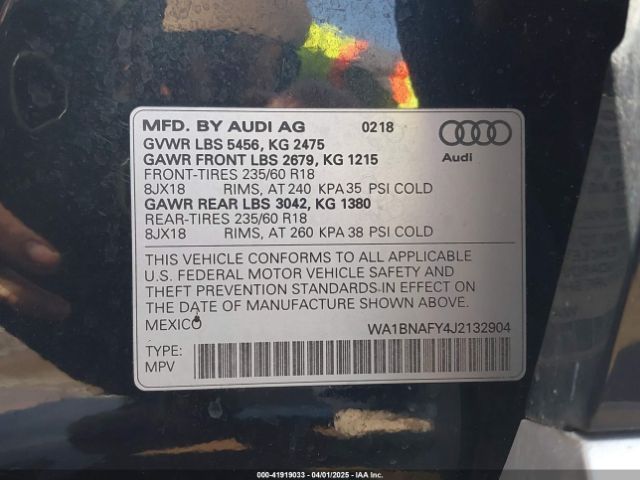 MFD. BY AUDI AG 0218
GVWR LBS 5456, KG 2475
GAWR FRONT LBS 2679, KG 1215
FRONT-TIRES 235/60 R18
8JX18 RIMS, AT 240 KPA 35 PSI COLD
GAWR REAR LBS 3042, KG 1380
REAR-TIRES 235/60 R18
8JX18 RIMS, AT 260 KPA 38 PSI COLD
Audi
THIS VEHICLE CONFORMS TO ALL APPLICABLE
U.S. FEDERAL MOTOR VEHICLE SAFETY AND
THEFT PREVENTION STANDARDS IN EFFECT ON
THE DATE OF MANUFACTURE SHOWN ABOVE.
MEXICO WA1BNAFY4J2132904
TYPE:
MPV
000-41919033 - 04/01/2025 - IAA Inc.